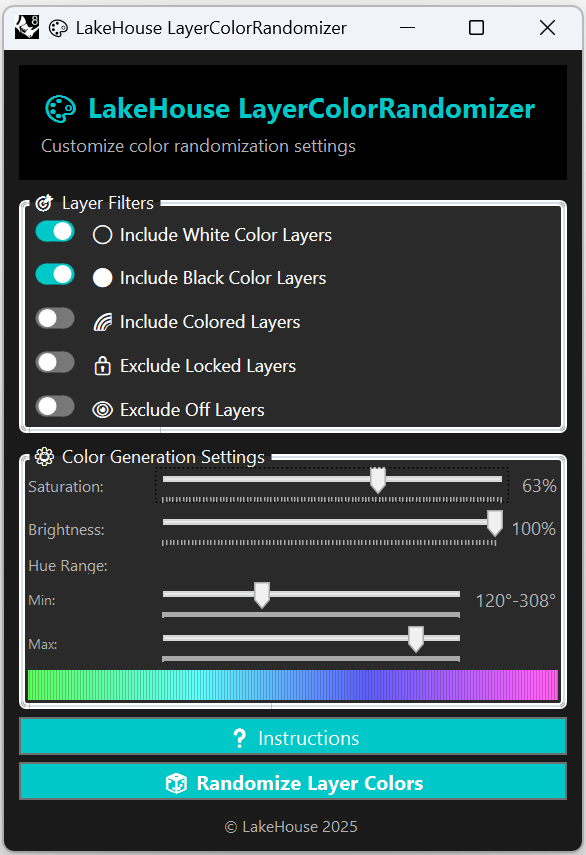 LakeHouse LayerColorRandomizer
LakeHouse LayerColorRandomizer
Customize color randomization settings
Layer Filters
Include White Color Layers
Include Black Color Layers
Include Colored Layers
Exclude Locked Layers
Exclude Off Layers
Color Generation Settings
Saturation: 63%
Brightness: 100%
Hue Range:
Min: 120°-308°
Max:
? Instructions
Randomize Layer Colors
© LakeHouse 2025